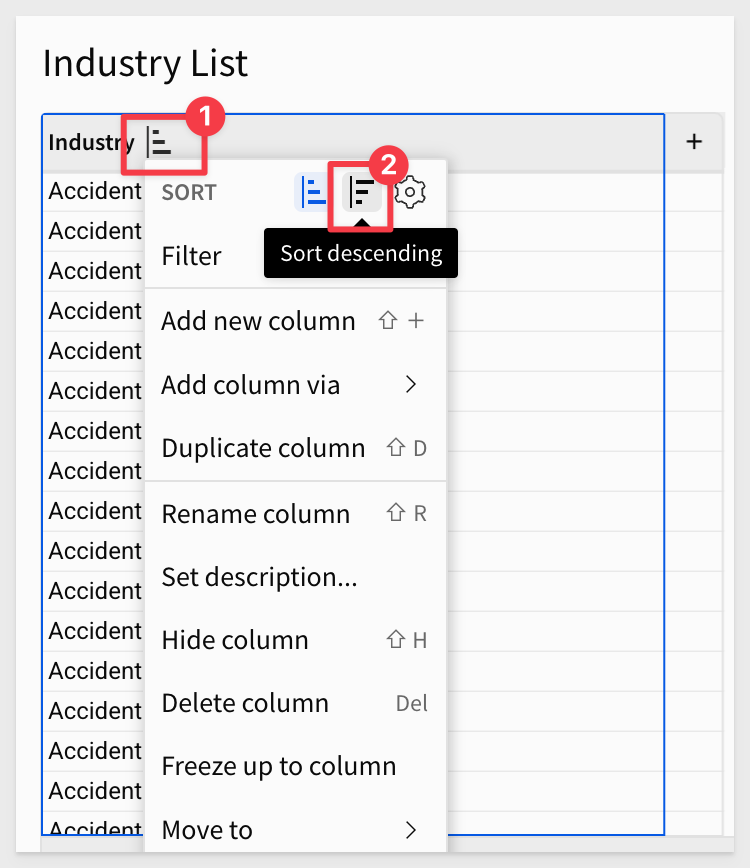 Industry List
Industry
1
+
Accident
SORT
2
Accident
Filter
Sort descending
Accident
Accident
Add new column ⇧ +
Accident
Accident
Add column via >
Accident
Duplicate column ⇧ D
Accident
Accident
Rename column ⇧ R
Accident
Accident
Set description...
Accident
Hide column ⇧ H
Accident
Accident
Delete column Del
Accident
Accident
Freeze up to column
Accident
Accident
Move to >